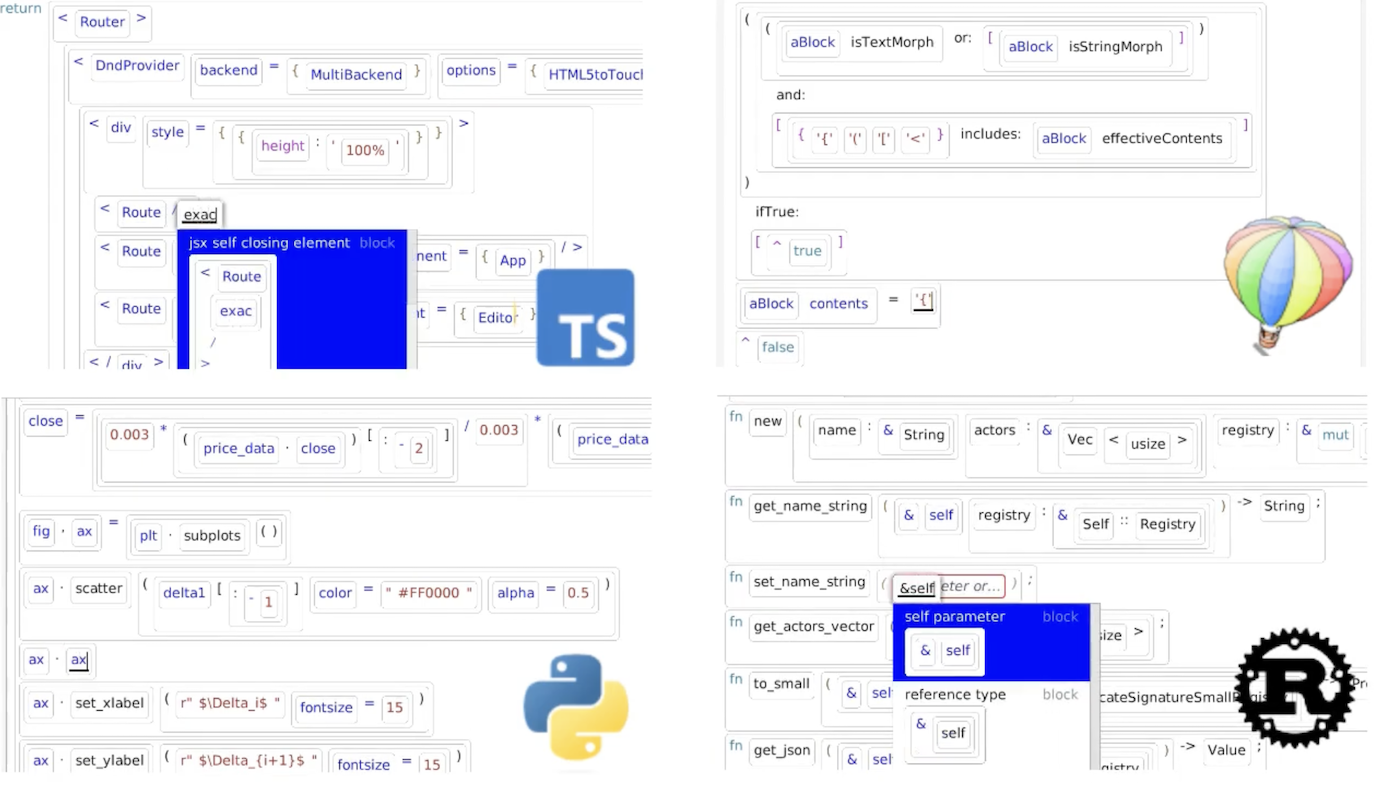 return
< Router >
< DndProvider backend = { MultiBackend } options = { HTML5toTouc
< div style = { { height : ' 100% ' } } >
< Route / exac
jsx self closing element block
< Route nent = { App } / >
< Route
exac
< Route t = { Editor }
/
>
< / div >
TS
( ( aBlock isTextMorph or: [ aBlock isStringMorph ] )
and:
[ { '{' '(' '[' '<' } includes: aBlock effectiveContents ]
)
ifTrue:
[ ^ true ]
aBlock contents = '{'
^ false
close = 0.003 * ( price_data · close ) [ : - 2 ] / 0.003 * ( price_data
fig · ax = plt · subplots ( )
ax · scatter ( delta1 [ : - 1 ] color = " #FF0000 " alpha = 0.5 )
ax · ax
ax · set_xlabel ( r" $\Delta_i$ " fontsize = 15 )
ax · set_ylabel ( r" $\Delta_{i+1}$ " fontsize = 15 )
fn new ( name : & String actors : & Vec < usize > registry : & mut
fn get_name_string ( & self registry : & Self :: Registry ) -> String ;
fn set_name_string ( &self eter or... ) ;
self parameter block
fn get_actors_vector ( & self size > ;
reference type block
fn to_small ( & self cateSignatureSmallRegis
& self
fn get_json ( & self gistry ) -> Value ;
R